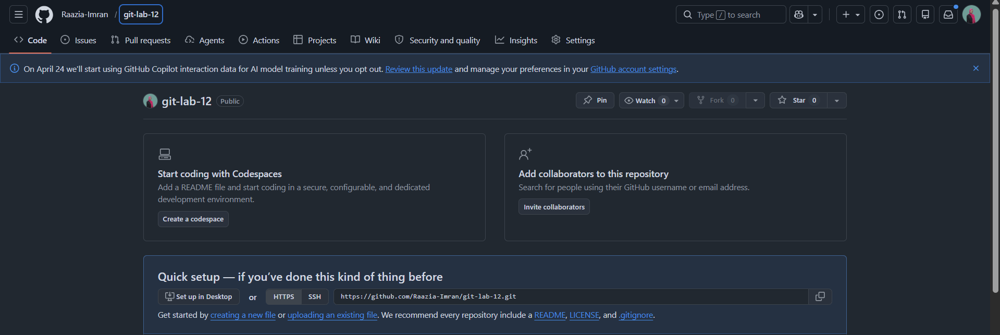 Raazia-Imran / git-lab-12 Type / to search
Code Issues Pull requests Agents Actions Projects Wiki Security and quality Insights Settings
On April 24 we'll start using GitHub Copilot interaction data for AI model training unless you opt out. Review this update and manage your preferences in your GitHub account settings.
git-lab-12 Public Pin Watch 0 Fork 0 Star 0
Start coding with Codespaces
Add a README file and start coding in a secure, configurable, and dedicated
development environment.
Create a codespace
Add collaborators to this repository
Search for people using their GitHub username or email address.
Invite collaborators
Quick setup — if you’ve done this kind of thing before
Set up in Desktop or HTTPS SSH https://github.com/Raazia-Imran/git-lab-12.git
Get started by creating a new file or uploading an existing file. We recommend every repository include a README, LICENSE, and .gitignore.